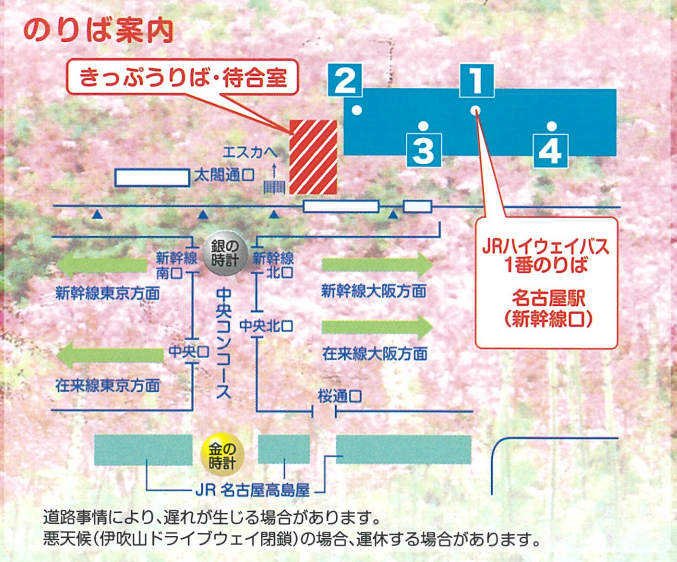 のりば案内
きっぷうりば・待合室
2
1
3
4
エスカへ
太閤通口
JRハイウェイバス
1番のりば
名古屋駅
(新幹線口)
銀の
時計
新幹線
南口
新幹線
北口
新幹線東京方面
新幹線大阪方面
中央コンコース
中央口
中央北口
在来線東京方面
在来線大阪方面
桜通口
金の
時計
JR 名古屋高島屋
道路事情により、遅れが生じる場合があります。
悪天候(伊吹山ドライブウェイ閉鎖)の場合、運休する場合があります。